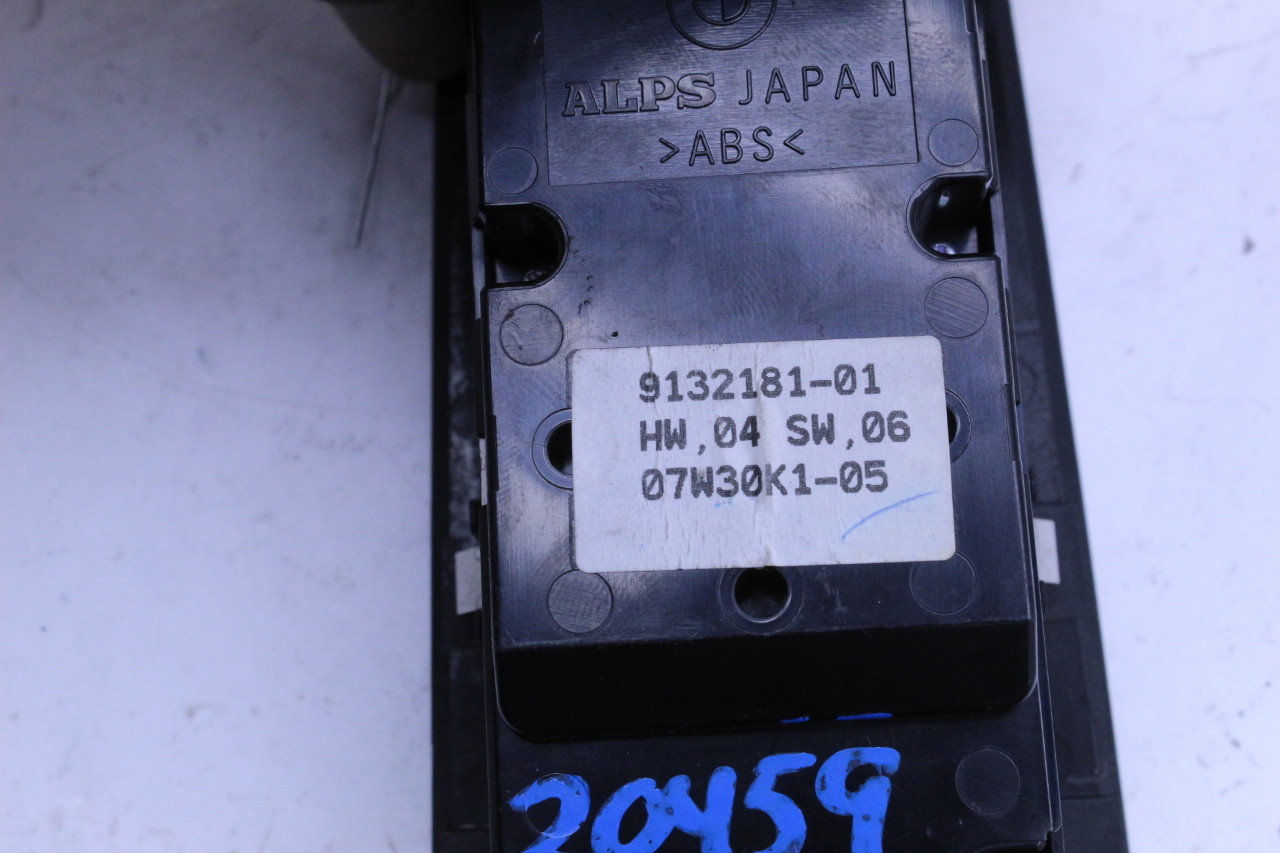 ALPS JAPAN
>ABS<
9132181-01
HW,04 SW,06
07W30K1-05
20459